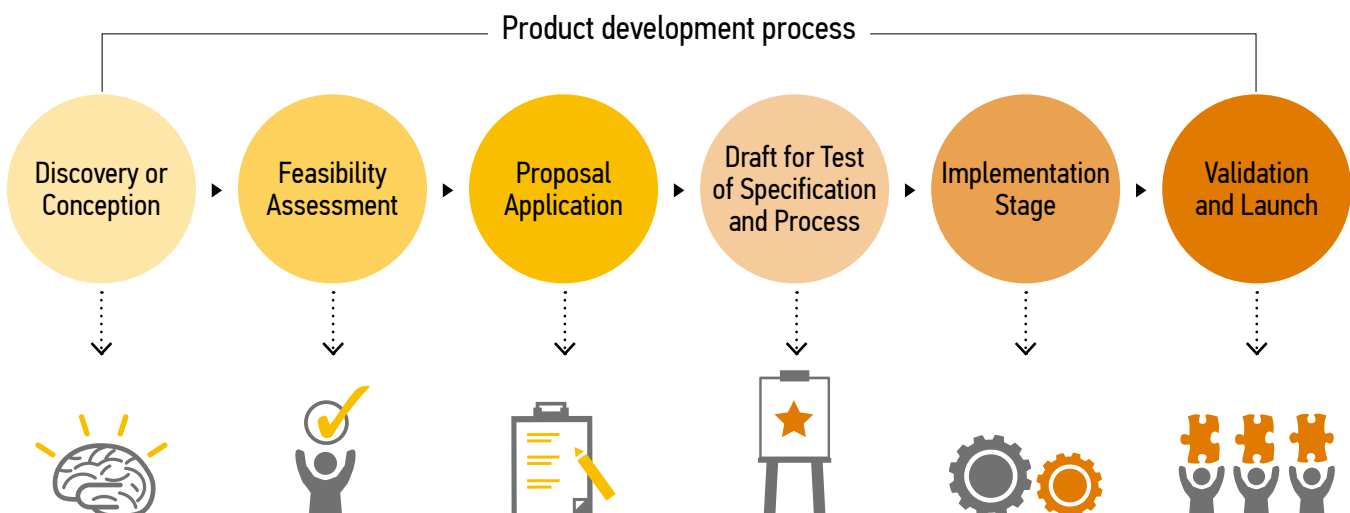 Product development process
Discovery or
Conception
Feasibility
Assessment
Proposal
Application
Draft for Test
of Specification
and Process
Implementation
Stage
Validation
and Launch